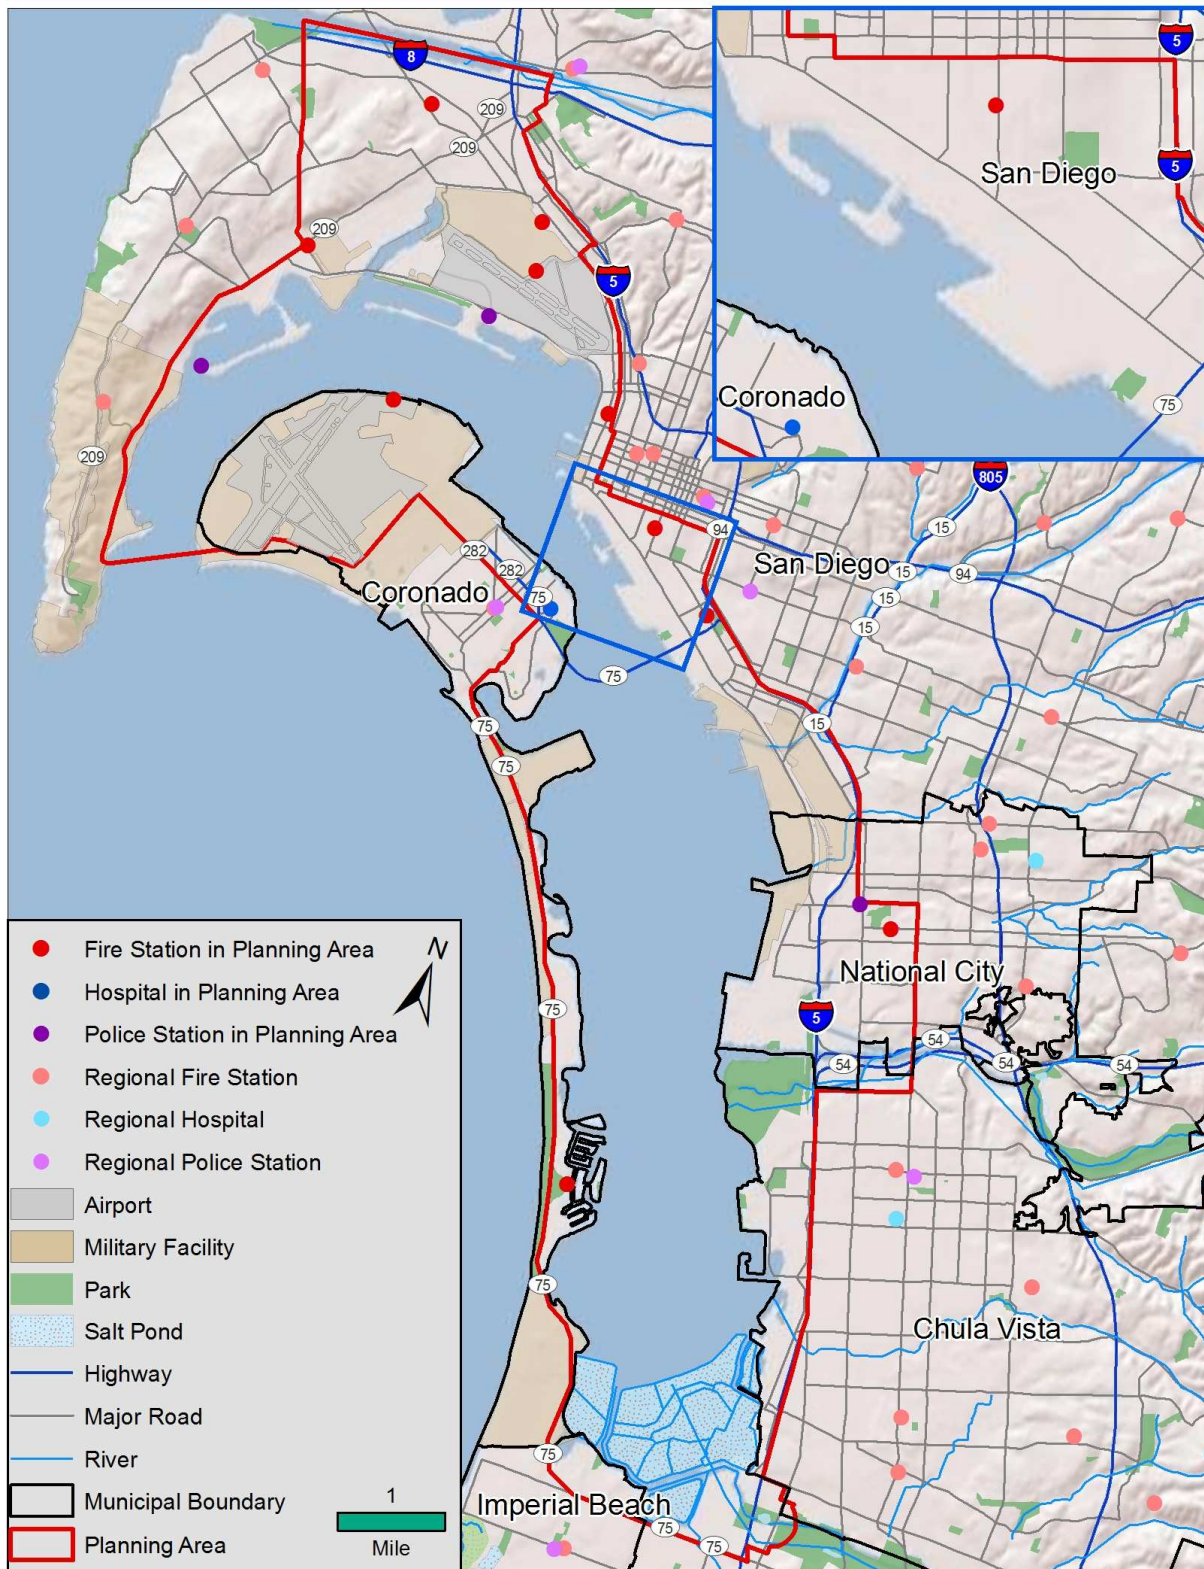 8
5
209
209
5
San Diego
209
5
Coronado
75
209
805
94
15
282
San Diego
15
94
282
Coronado
75
15
15
75
75
15
75
National City
75
5
54
54
54
54
75
Chula Vista
75
Imperial Beach
75
75
Fire Station in Planning Area
N
Hospital in Planning Area
Police Station in Planning Area
Regional Fire Station
Regional Hospital
Regional Police Station
Airport
Military Facility
Park
Salt Pond
Highway
Major Road
River
Municipal Boundary
Planning Area
1
Mile